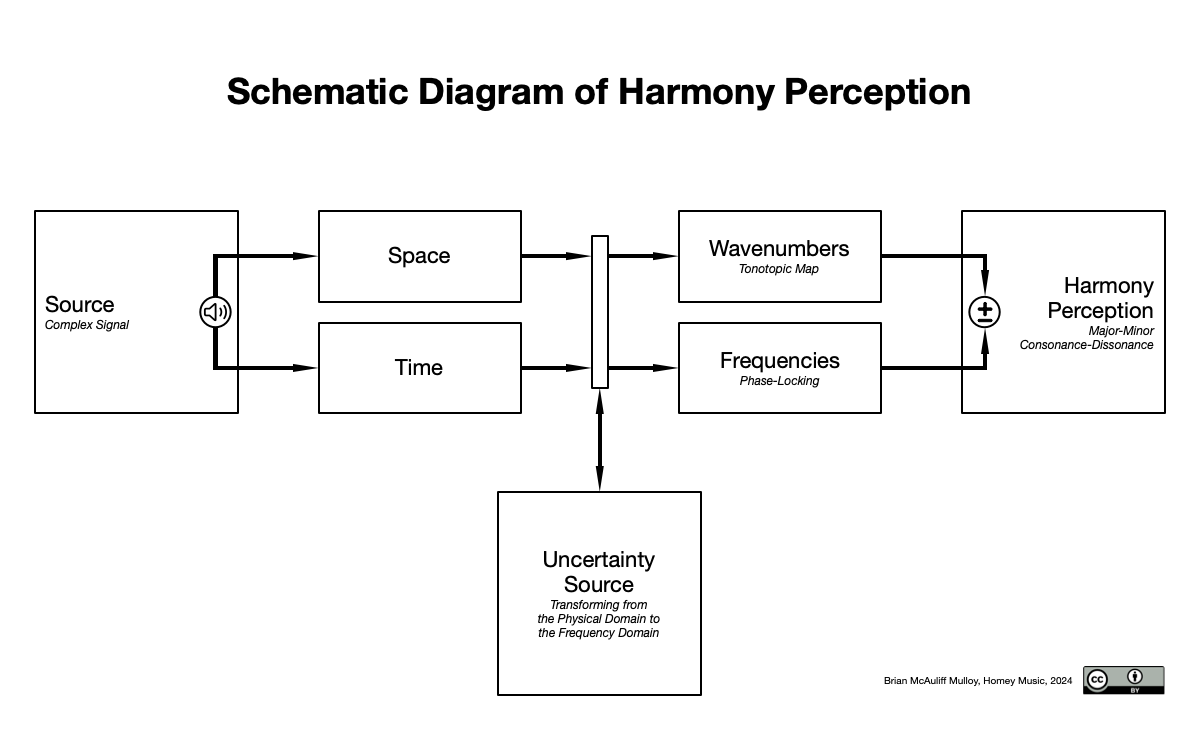 Schematic Diagram of Harmony Perception
Source
Complex Signal
Space
Time
Wavenumbers
Tonotopic Map
Frequencies
Phase-Locking
Harmony
Perception
Major-Minor
Consonance-Dissonance
±
Uncertainty
Source
Transforming from
the Physical Domain to
the Frequency Domain
Brian McAuliff Mulloy, Homey Music, 2024
cc
BY